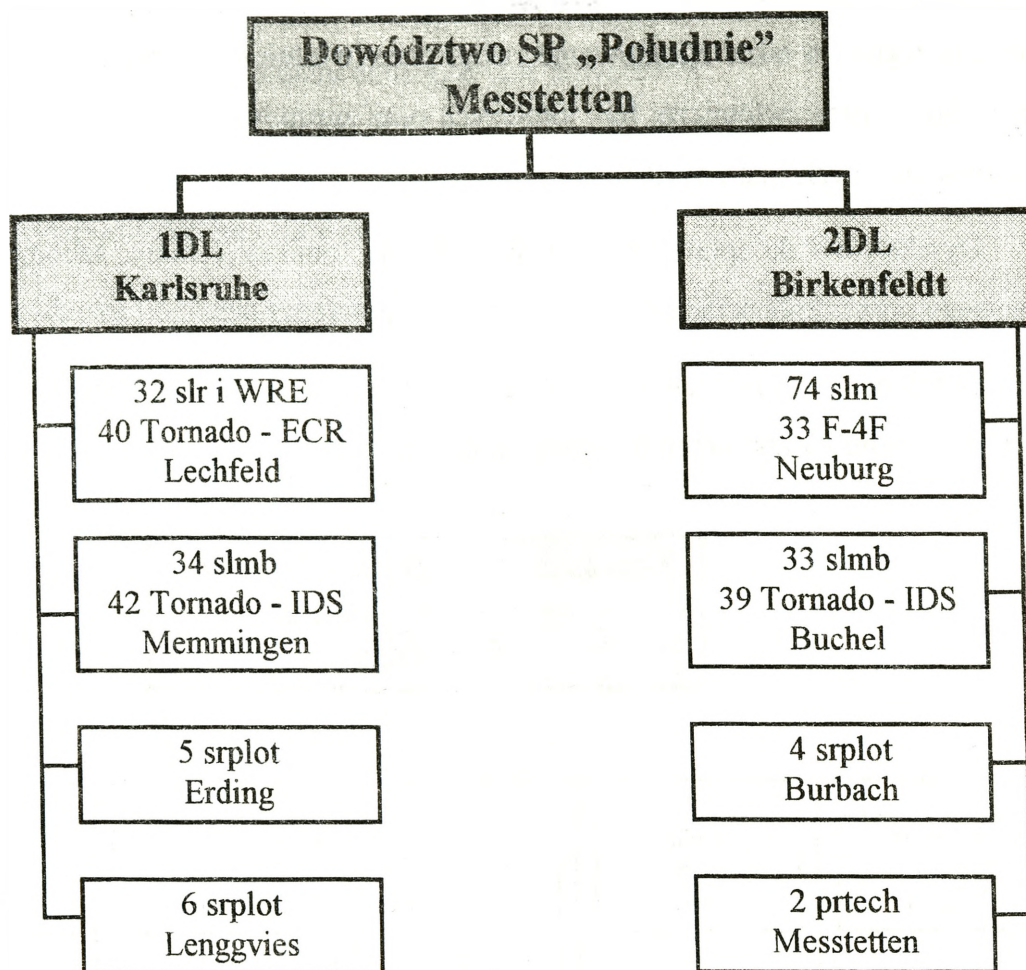 Dowództwo SP „Południe”
Messtetten
1DL
Karlsruhe
32 slr i WRE
40 Tornado - ECR
Lechfeld
34 slmb
42 Tornado - IDS
Memmingen
5 srplot
Erding
6 srplot
Lenggvies
2DL
Birkenfeldt
74 slm
33 F-4F
Neuburg
33 slmb
39 Tornado - IDS
Buchel
4 srplot
Burbach
2 prtech
Messtetten